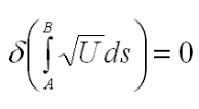 δ(∫_A^B √U ds) = 0